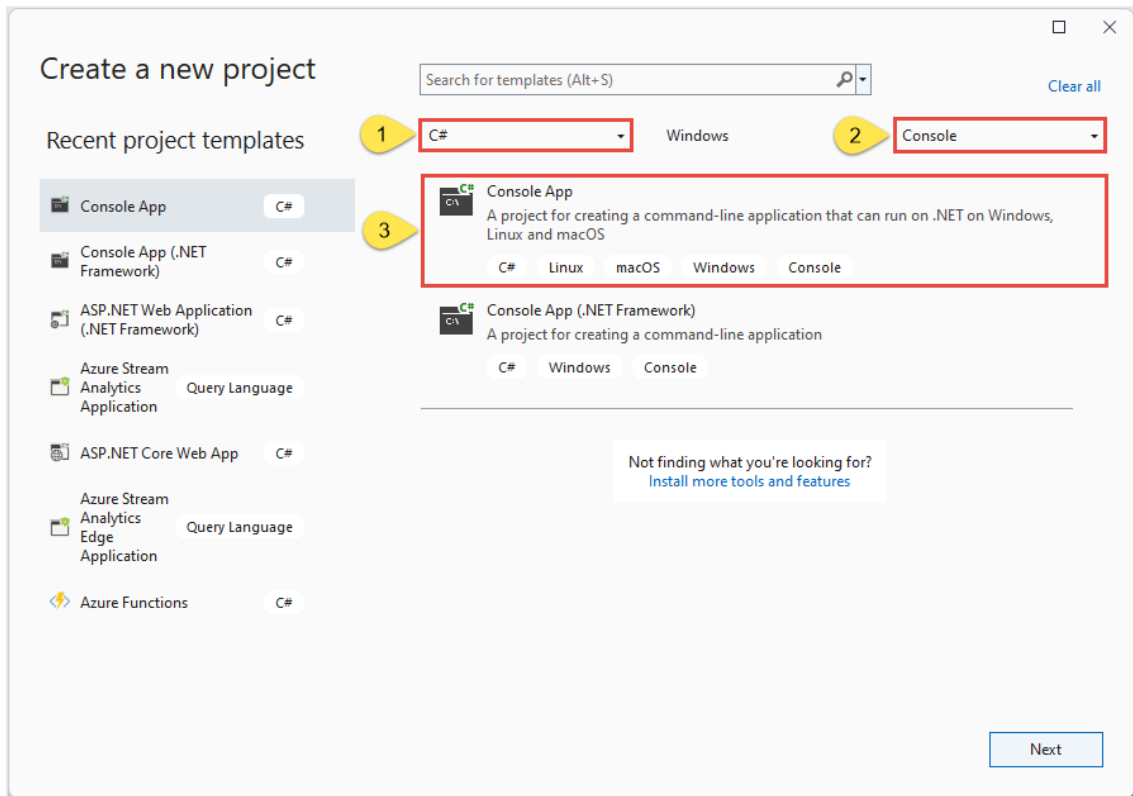 Create a new project
Search for templates (Alt+S)
Clear all
Recent project templates
1
C#
Windows
2
Console
Console App
C#
Console App (.NET
Framework)
C#
ASP.NET Web Application
(.NET Framework)
C#
Azure Stream
Analytics
Application
Query Language
ASP.NET Core Web App
C#
Azure Stream
Analytics
Edge
Application
Query Language
Azure Functions
C#
3
C#
C:\
Console App
A project for creating a command-line application that can run on .NET on Windows,
Linux and macOS
C# Linux macOS Windows Console
C#
C:\
Console App (.NET Framework)
A project for creating a command-line application
C# Windows Console
Not finding what you're looking for?
Install more tools and features
Next